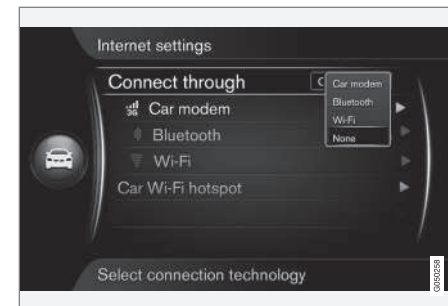 Internet settings
Connect through
Car modem
Bluetooth
Wi-Fi
None
3G Car modem
Bluetooth
Wi-Fi
Car Wi-Fi hotspot
Select connection technology
G050258